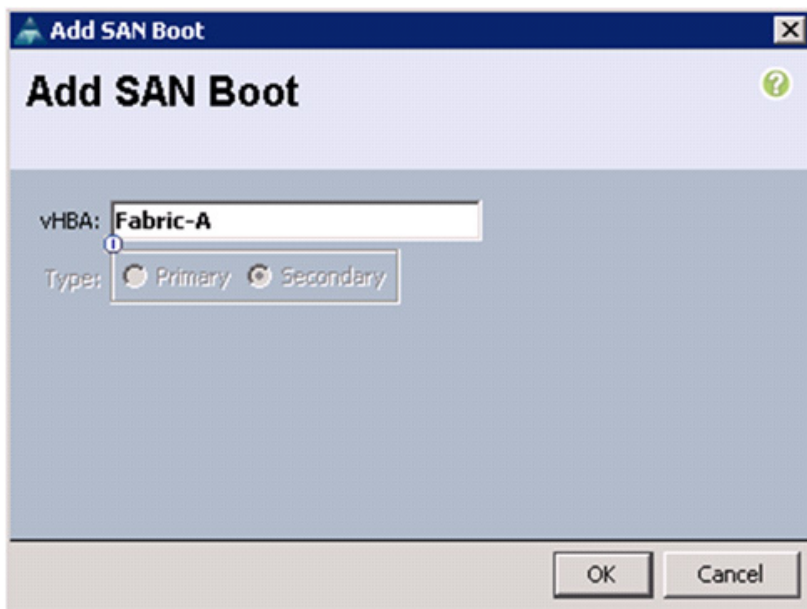 Add SAN Boot
Add SAN Boot
vHBA: Fabric-A
Type: Primary Secondary
OK Cancel